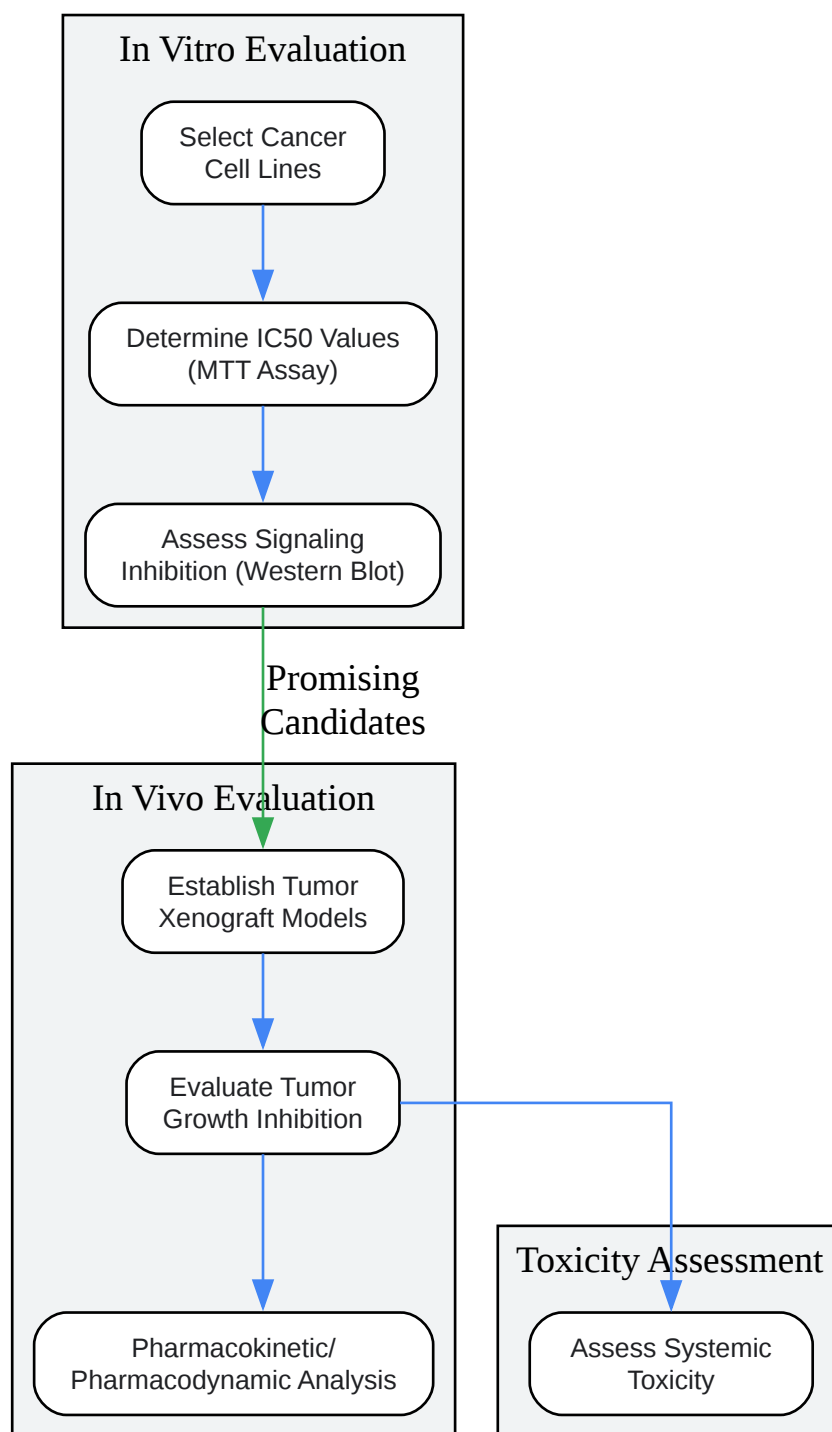 In Vitro Evaluation
Select Cancer
Cell Lines
Determine IC50 Values
(MTT Assay)
Assess Signaling
Inhibition (Western Blot)
Promising
Candidates
In Vivo Evaluation
Establish Tumor
Xenograft Models
Evaluate Tumor
Growth Inhibition
Pharmacokinetic/
Pharmacodynamic Analysis
Toxicity Assessment
Assess Systemic
Toxicity